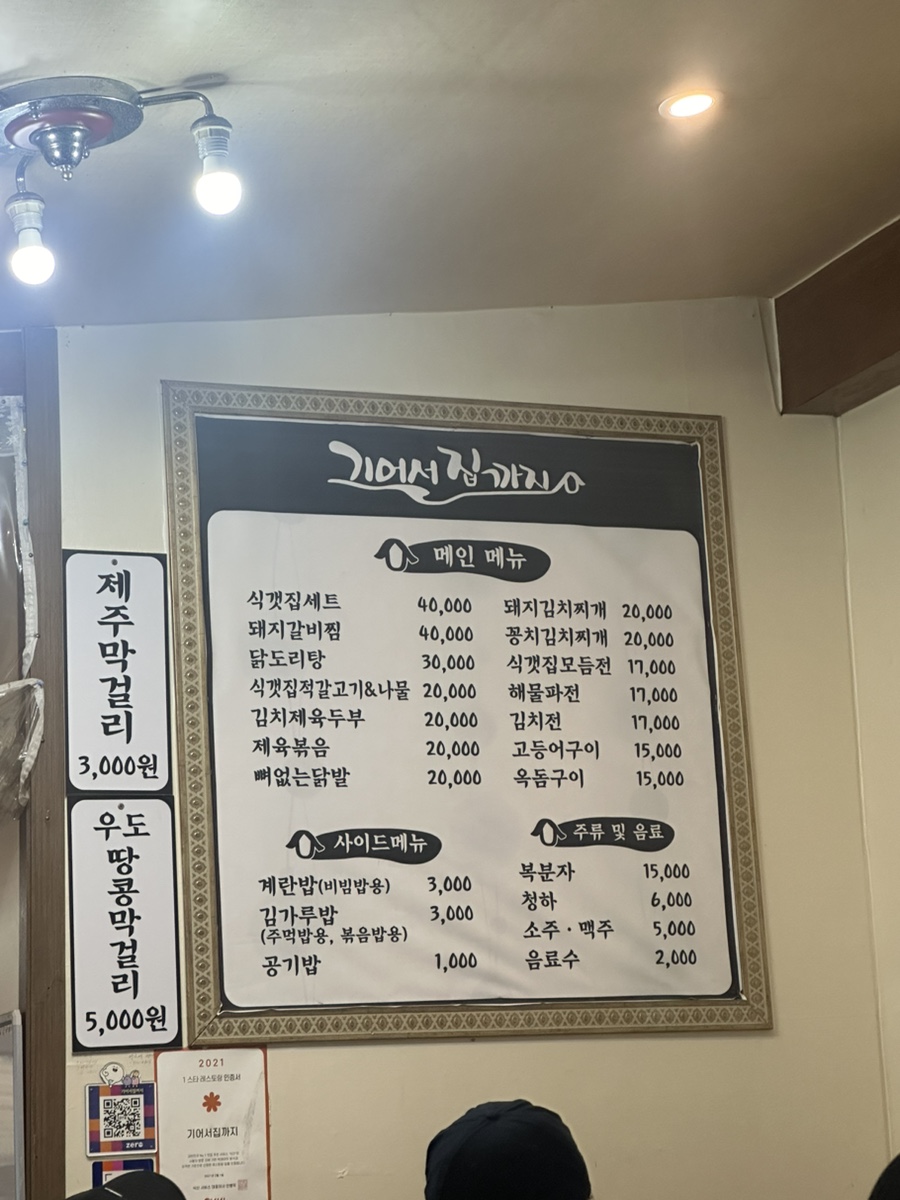 기어서 집까지
메인 메뉴
식갯집세트 40,000
돼지갈비찜 40,000
닭도리탕 30,000
식갯집적갈고기&나물 20,000
김치제육두부 20,000
제육볶음 20,000
뼈없는닭발 20,000
돼지김치찌개 20,000
꽁치김치찌개 20,000
식갯집모듬전 17,000
해물파전 17,000
김치전 17,000
고등어구이 15,000
옥돔구이 15,000
사이드메뉴
계란밥(비빔밥용) 3,000
김가루밥 3,000
(주먹밥용, 볶음밥용)
공기밥 1,000
주류 및 음료
복분자 15,000
청하 6,000
소주·맥주 5,000
음료수 2,000
제주막걸리
3,000원
우도
땅콩막걸리
5,000원
zero
2021
1 스타 레스토랑 인증서
기어서집까지